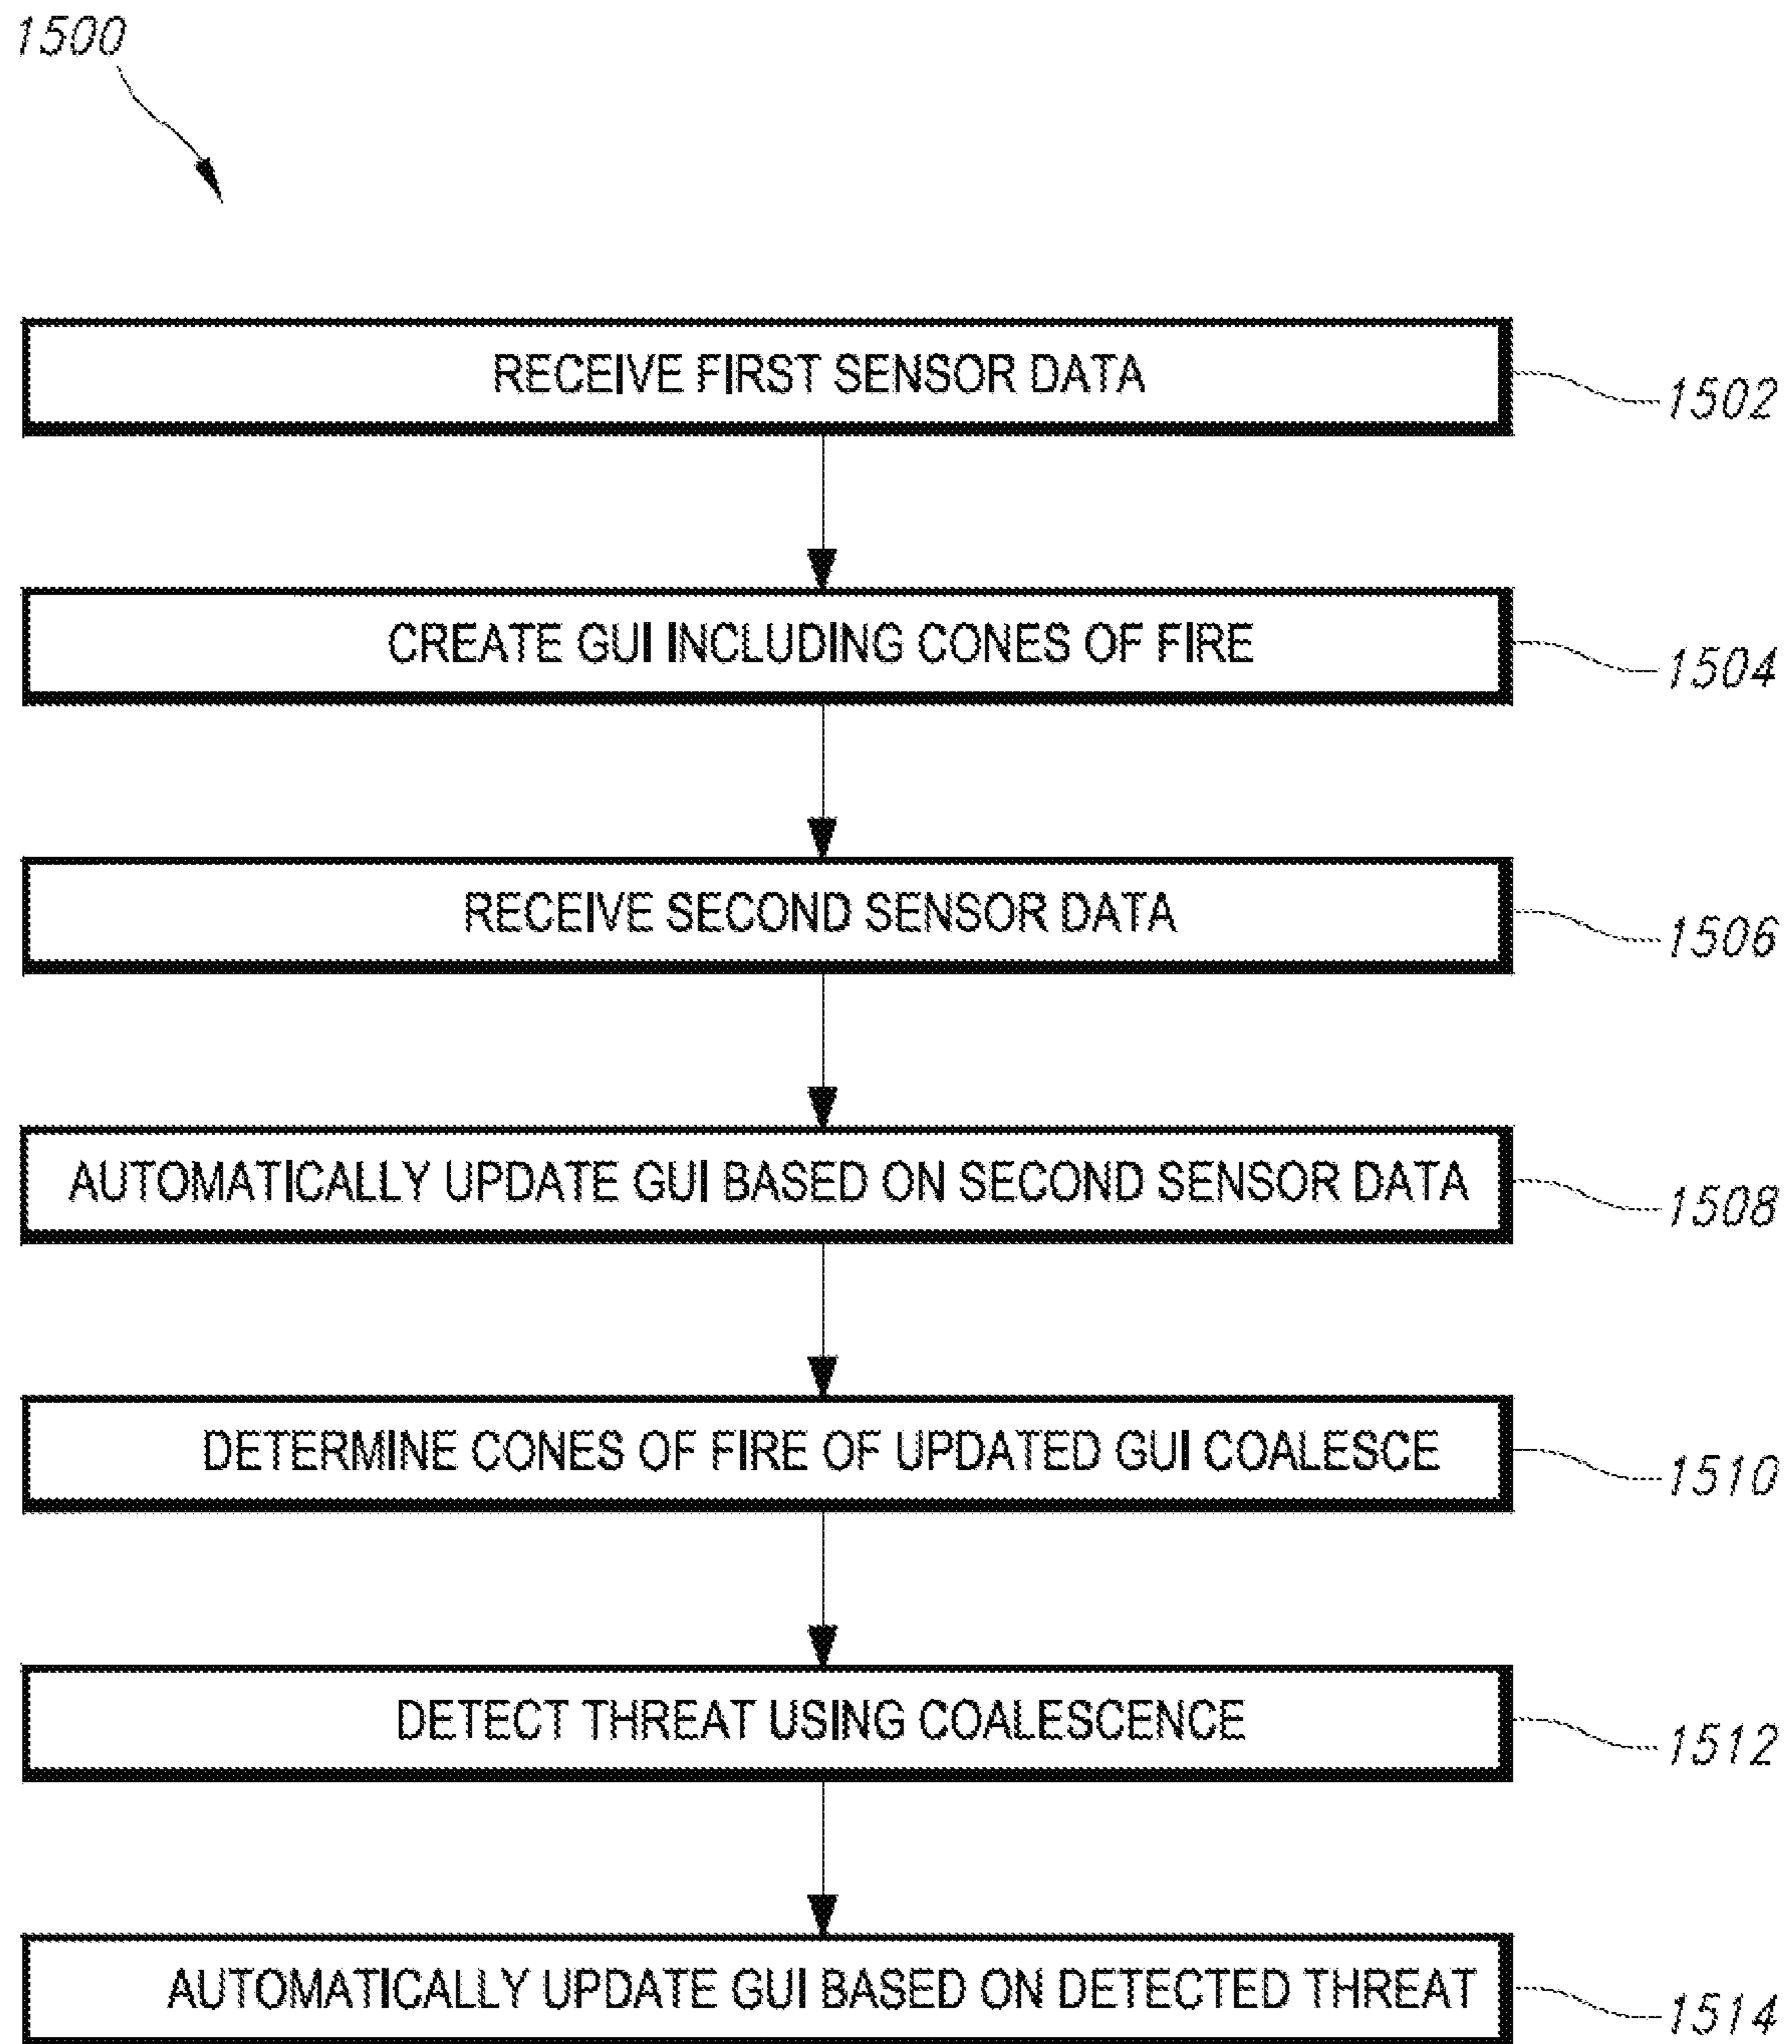 1500
RECEIVE FIRST SENSOR DATA
1502
CREATE GUI INCLUDING CONES OF FIRE
1504
RECEIVE SECOND SENSOR DATA
1506
AUTOMATICALLY UPDATE GUI BASED ON SECOND SENSOR DATA
1508
DETERMINE CONES OF FIRE OF UPDATED GUI COALESCE
1510
DETECT THREAT USING COALESCENCE
1512
AUTOMATICALLY UPDATE GUI BASED ON DETECTED THREAT
1514